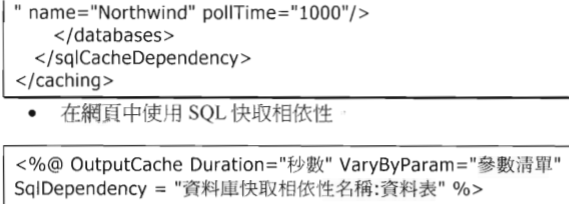 " name="Northwind" pollTime="1000"/>
</databases>
</sqlCacheDependency>
</caching>
• 在網頁中使用 SQL 快取相依性
<%@ OutputCache Duration="秒數" VaryByParam="參數清單"
SqlDependency = "資料庫快取相依性名稱:資料表" %>